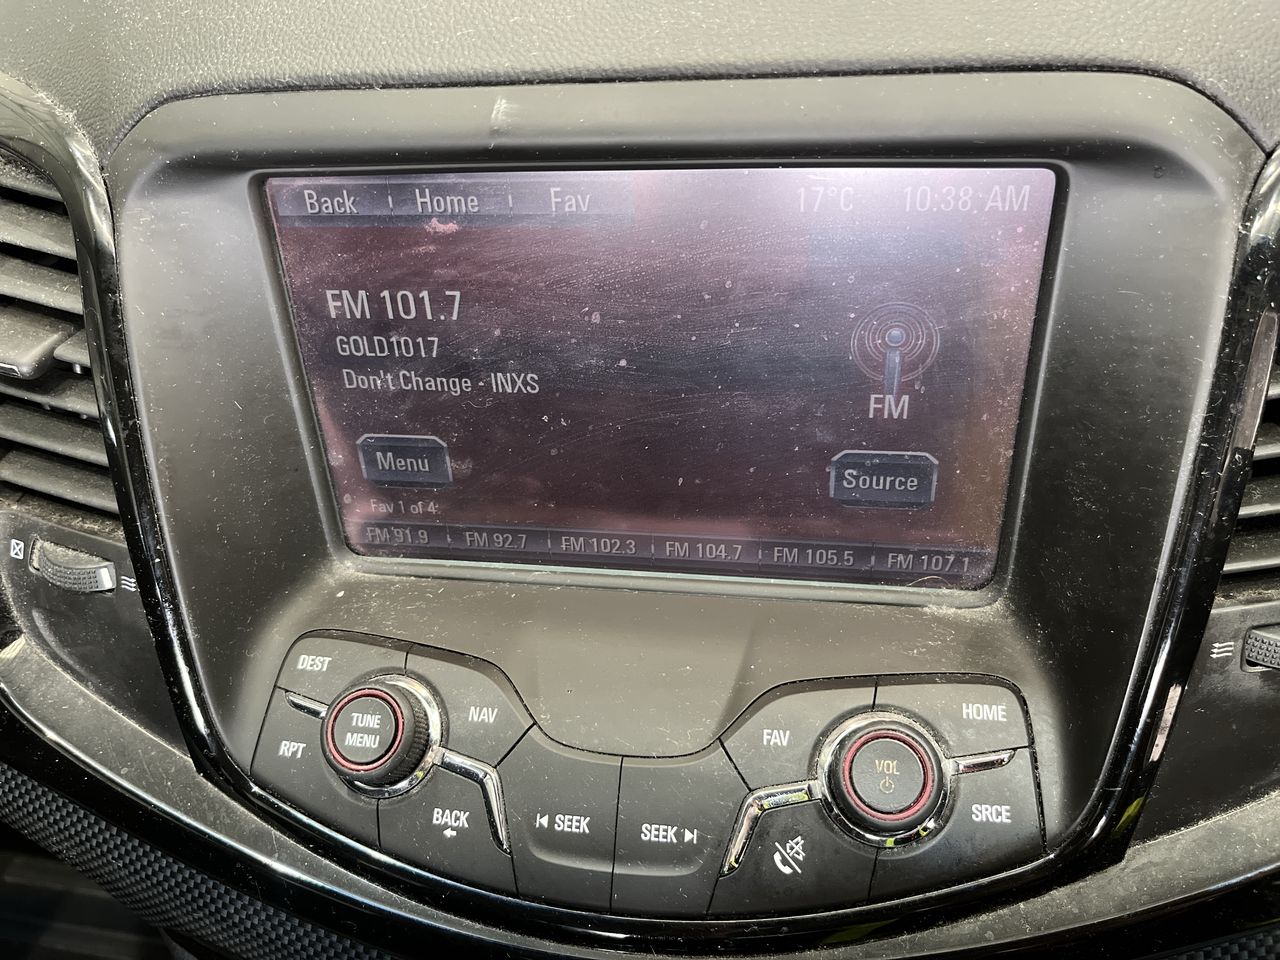 Back Home Fav 17°C 10:38 AM
FM 101.7
GOLD1017
Don't Change - INXS
FM
Menu
Source
Fav 1 of 4
FM 91.9 FM 92.7 FM 102.3 FM 104.7 FM 105.5 FM 107.1
DEST
TUNE
MENU
NAV
RPT
BACK
SEEK
SEEK
FAV
HOME
VOL
SRCE